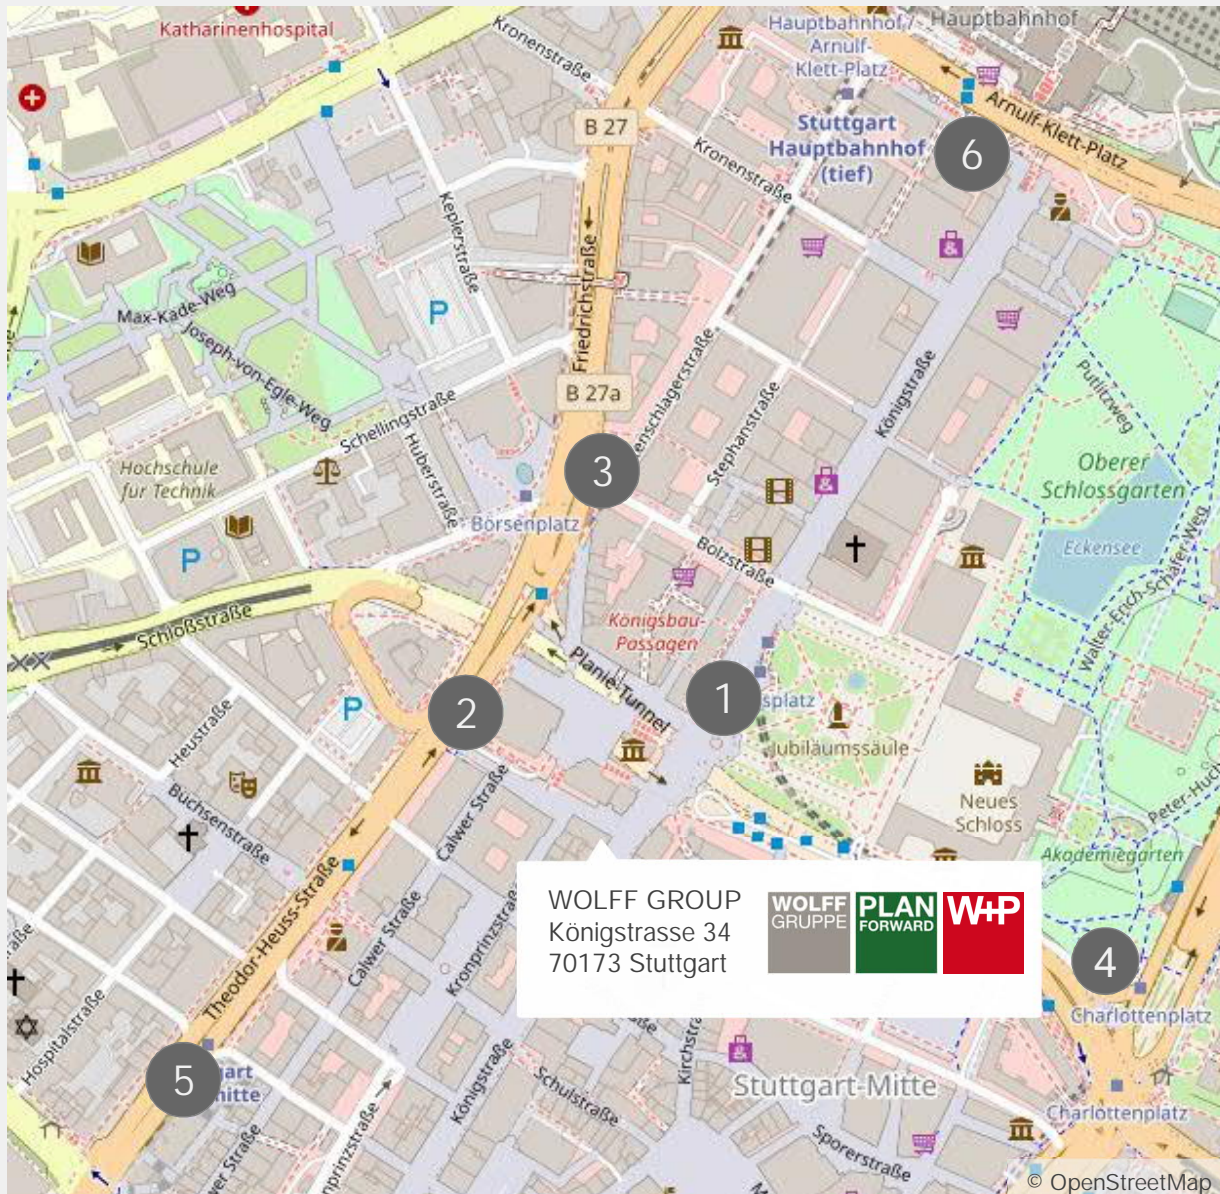 Katharinenhospital
Kronenstraße
Hauptbahnhof /
Arnulf-
Klett-Platz
Hauptbahnhof
B 27
Stuttgart
Hauptbahnhof
(tief)
6
Arnulf-Klett-Platz
Kronenstraße
Keplerstraße
Max-Kade-Weg
Joseph-von-Egle-Weg
P
Friedrichstraße
B 27a
Schellingstraße
Huberstraße
Stephanstraße
Königstraße
Putlitzweg
Oberer
Schlossgarten
Hochschule
für Technik
3
Börsenplatz
P
Bolzstraße
Eckensee
Walter-Erich-Schäfer-Weg
Schloßstraße
Königsbau-
Passagen
Planie-Tunnel
1
splatz
2
P
Heustraße
Jubiläumssäule
Neues
Schloss
Büchsenstraße
Calwer Straße
Akademiegarten
Theodor-Heuss-Straße
WOLFF GROUP
Königstrasse 34
70173 Stuttgart
WOLFF
GRUPPE
PLAN
FORWARD
W+P
Calwer Straße
Kronprinzstraße
4
Charlottenplatz
Hospitalstraße
5
Königstraße
Schulstraße
Stuttgart-Mitte
Charlottenplatz
Sporerstraße
© OpenStreetMap